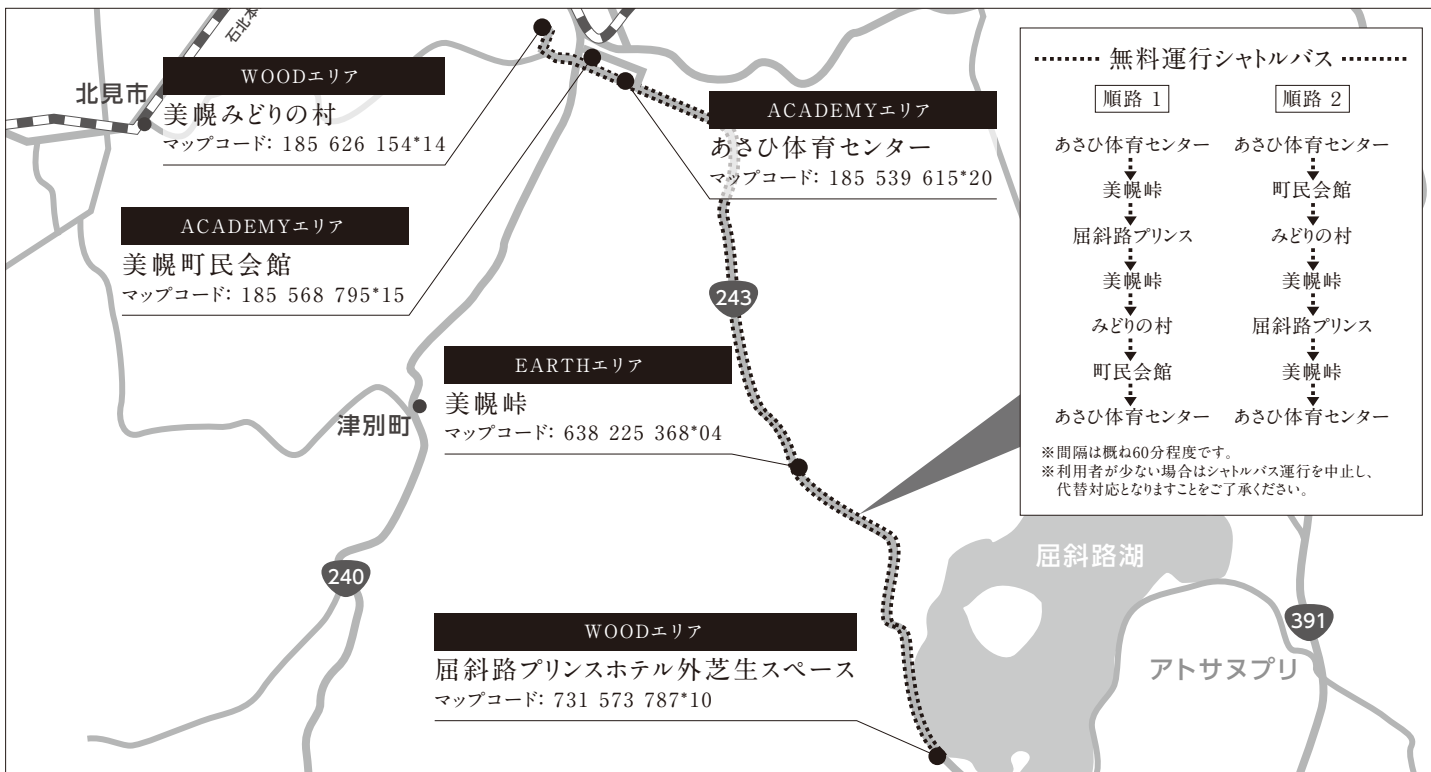 石北本
北見市
WOODエリア
美幌みどりの村
マップコード: 185 626 154*14
ACADEMYエリア
あさひ体育センター
マップコード: 185 539 615*20
ACADEMYエリア
美幌町民会館
マップコード: 185 568 795*15
243
EARTHエリア
美幌峠
マップコード: 638 225 368*04
津別町
240
WOODエリア
屈斜路プリンスホテル外芝生スペース
マップコード: 731 573 787*10
屈斜路湖
391
アトサヌプリ
無料運行シャトルバス
順路 1
あさひ体育センター
美幌峠
屈斜路プリンス
美幌峠
みどりの村
町民会館
あさひ体育センター
順路 2
あさひ体育センター
町民会館
みどりの村
美幌峠
屈斜路プリンス
美幌峠
あさひ体育センター
※間隔は概ね60分程度です。
※利用者が少ない場合はシャトルバス運行を中止し、
代替対応となりますことをご了承ください。